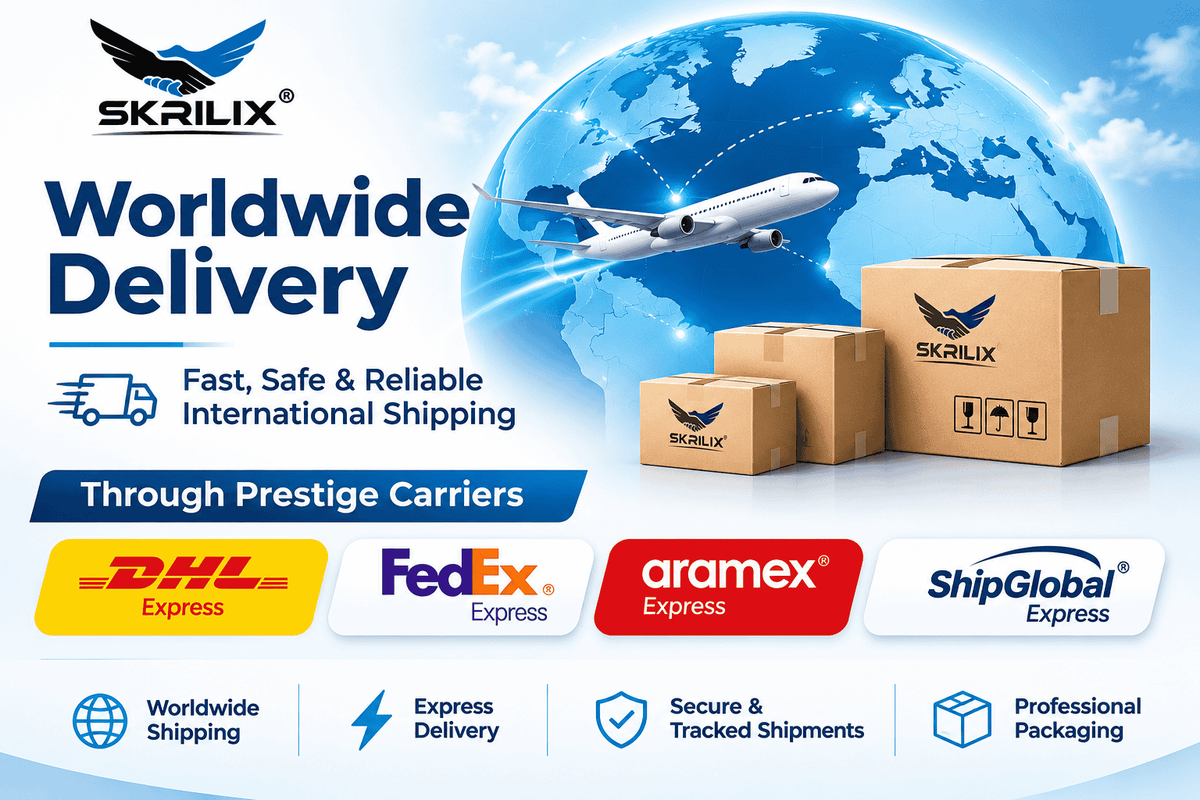 SKRILIX®
Worldwide
Delivery
Fast, Safe & Reliable
International Shipping
SKRILIX
SKRILIX®
Through Prestige Carriers
DHL
Express
FedEx®
Express
aramex®
Express
ShipGlobal®
Express
Worldwide
Shipping
Express
Delivery
Secure &
Tracked Shipments
Professional
Packaging